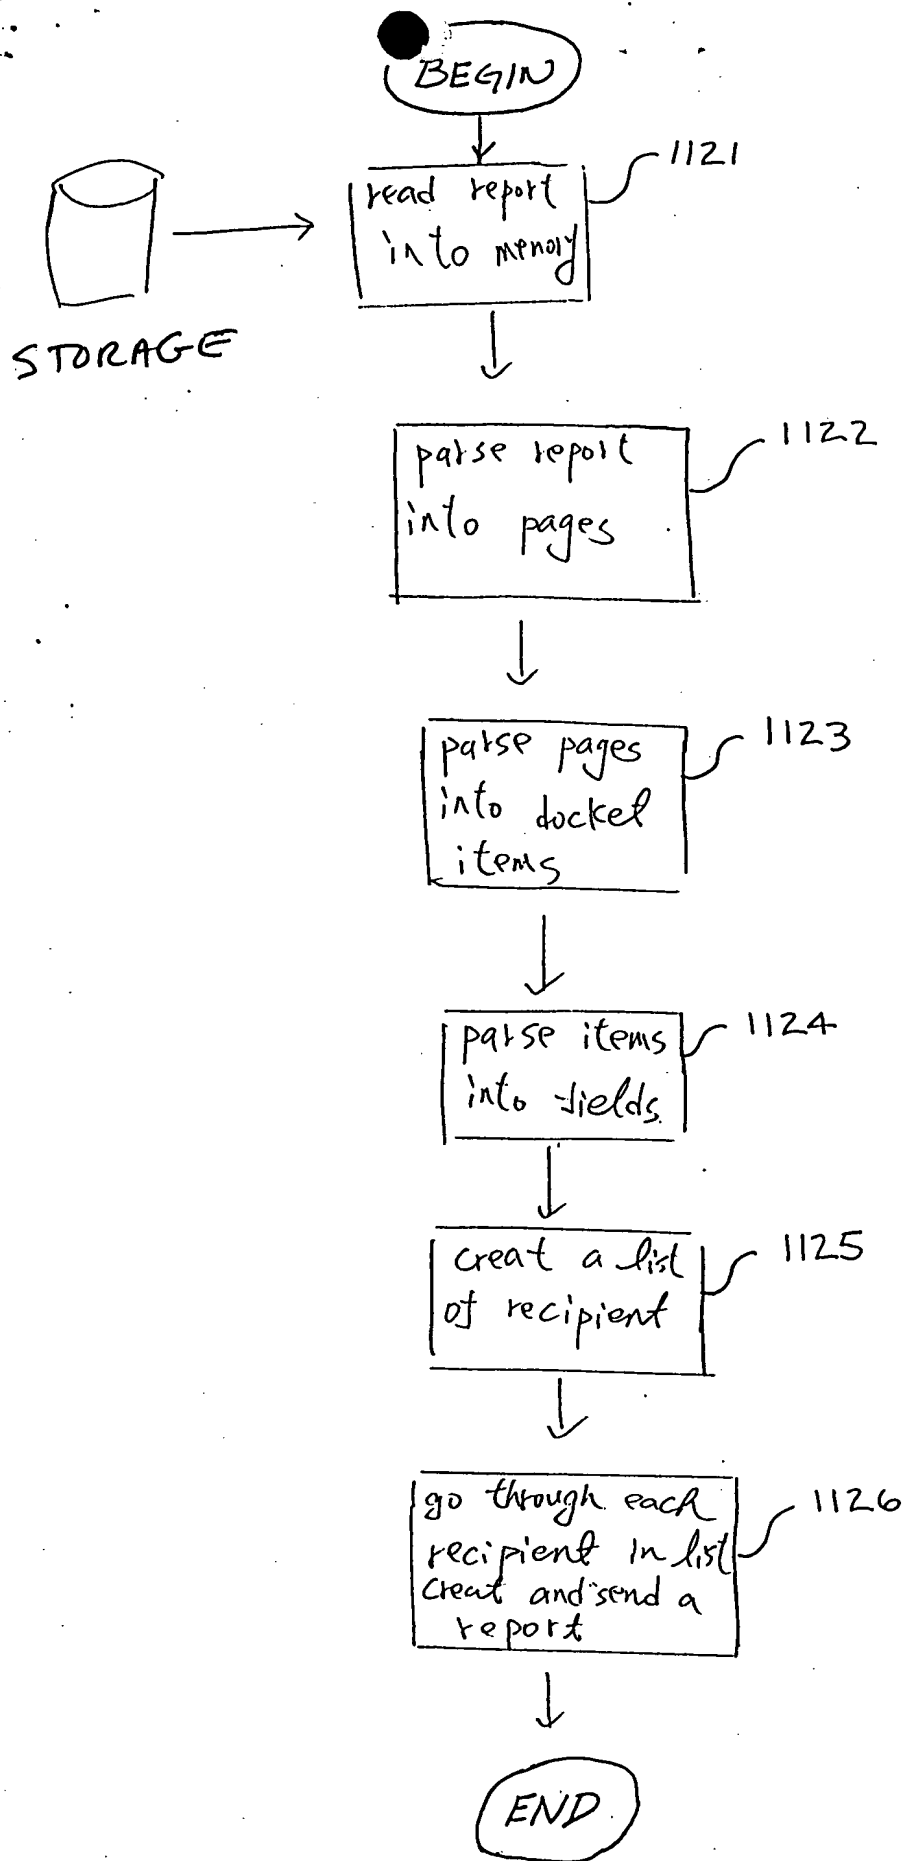 BEGIN
1121
read report
into memory
STORAGE
1122
parse report
into pages
1123
parse pages
into docket
items
1124
parse items
into fields.
1125
creat a list
of recipient
1126
go through each
recipient in list
creat and send a
report
END